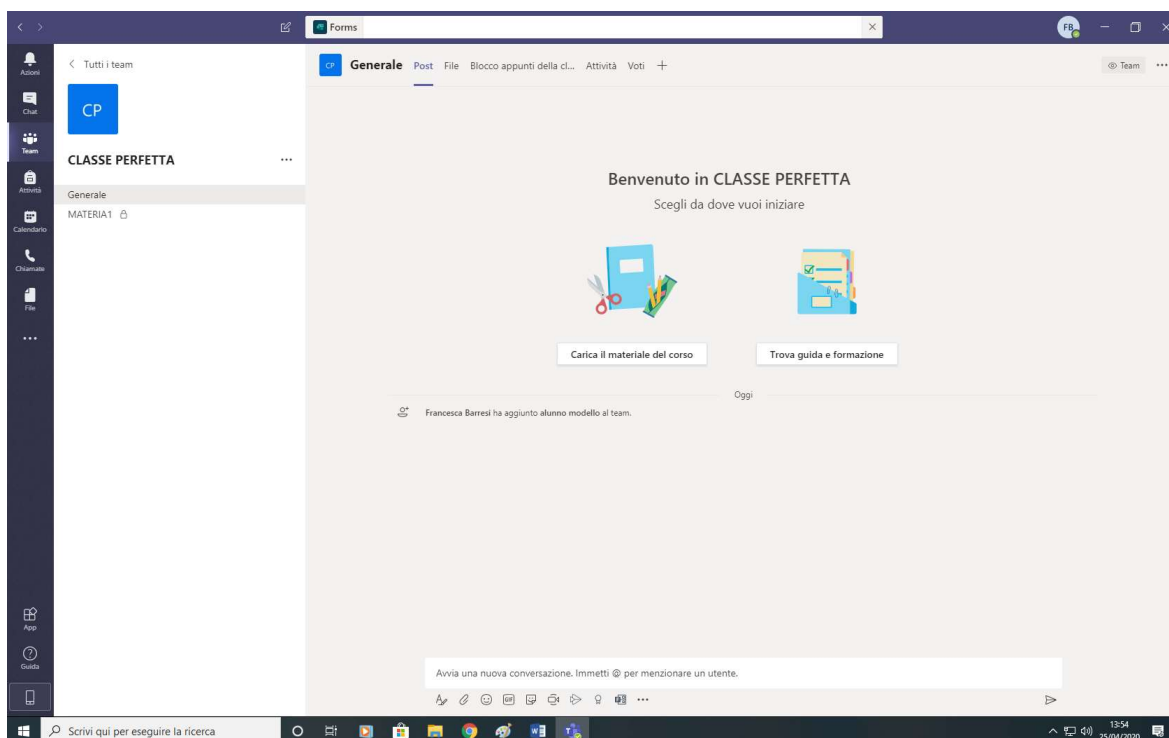 Forms
FB
Azioni
Chat
Team
Attività
Calendario
Chiamate
File
App
Guida
Tutti i team
CP
CLASSE PERFETTA
Generale
MATERIA1
CP Generale Post File Blocco appunti della cl... Attività Voti
Team
Benvenuto in CLASSE PERFETTA
Scegli da dove vuoi iniziare
Carica il materiale del corso
Trova guida e formazione
Oggi
Francesca Barresi ha aggiunto alunno modello al team.
Avvia una nuova conversazione. Immetti @ per menzionare un utente.
GIF
Scrivi qui per eseguire la ricerca
13:54
25/04/2020